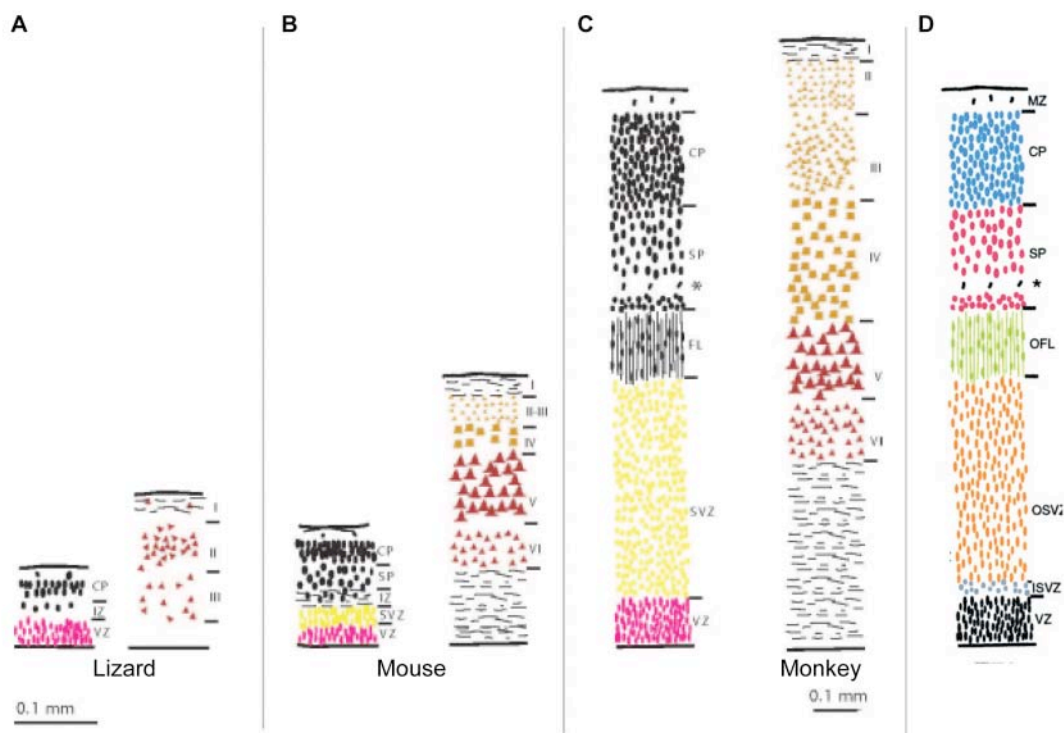 A
B
C
D
CP
IZ
VZ
I
II
III
Lizard
0.1 mm
CP
SP
IZ
SVZ
VZ
I
II-III
IV
V
VI
Mouse
CP
SP
*
FL
SVZ
VZ
I
II
III
IV
V
VI
Monkey
0.1 mm
MZ
CP
SP
*
OFL
OSVZ
ISVZ
VZ